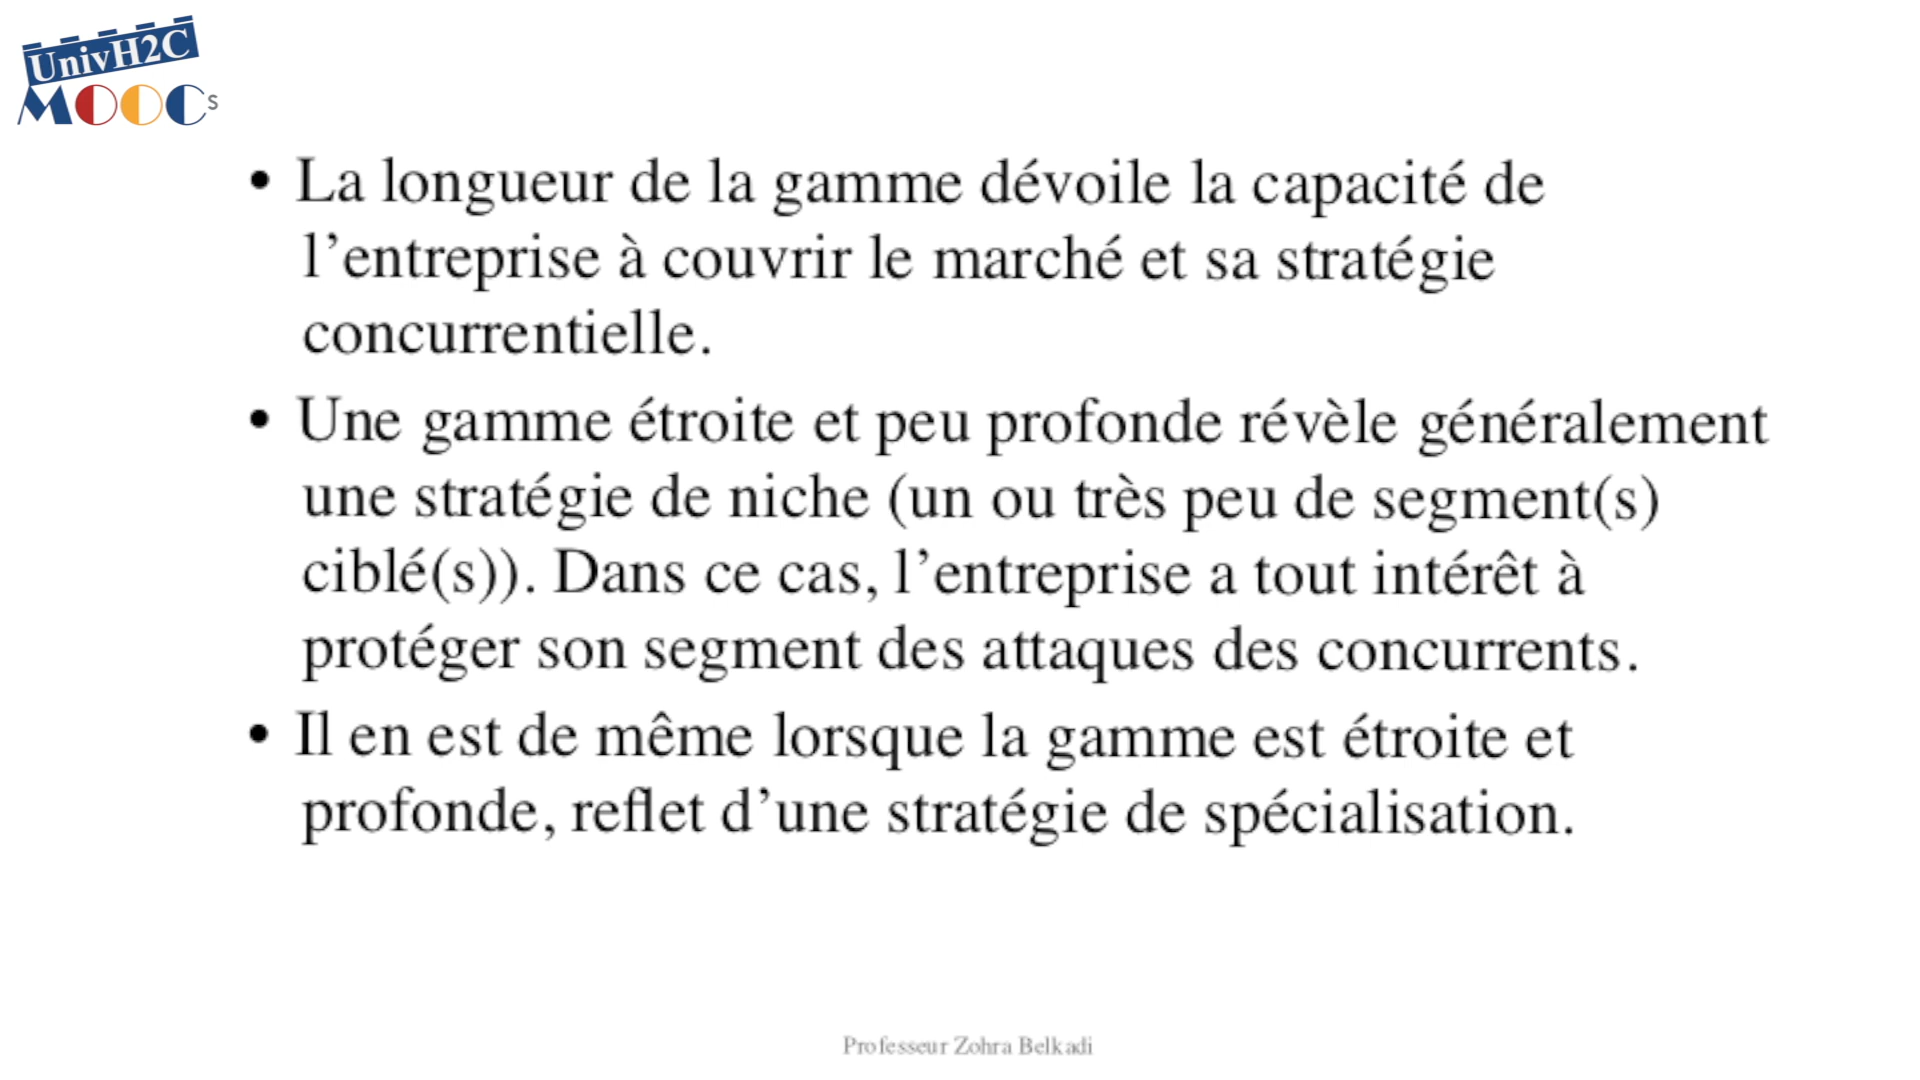 UnivH2C
MOOCs
• La longueur de la gamme dévoile la capacité de
l’entreprise à couvrir le marché et sa stratégie
concurrentielle.
• Une gamme étroite et peu profonde révèle généralement
une stratégie de niche (un ou très peu de segment(s)
ciblé(s)). Dans ce cas, l’entreprise a tout intérêt à
protéger son segment des attaques des concurrents.
• Il en est de même lorsque la gamme est étroite et
profonde, reflet d’une stratégie de spécialisation.
Professeur Zohra Belkadi